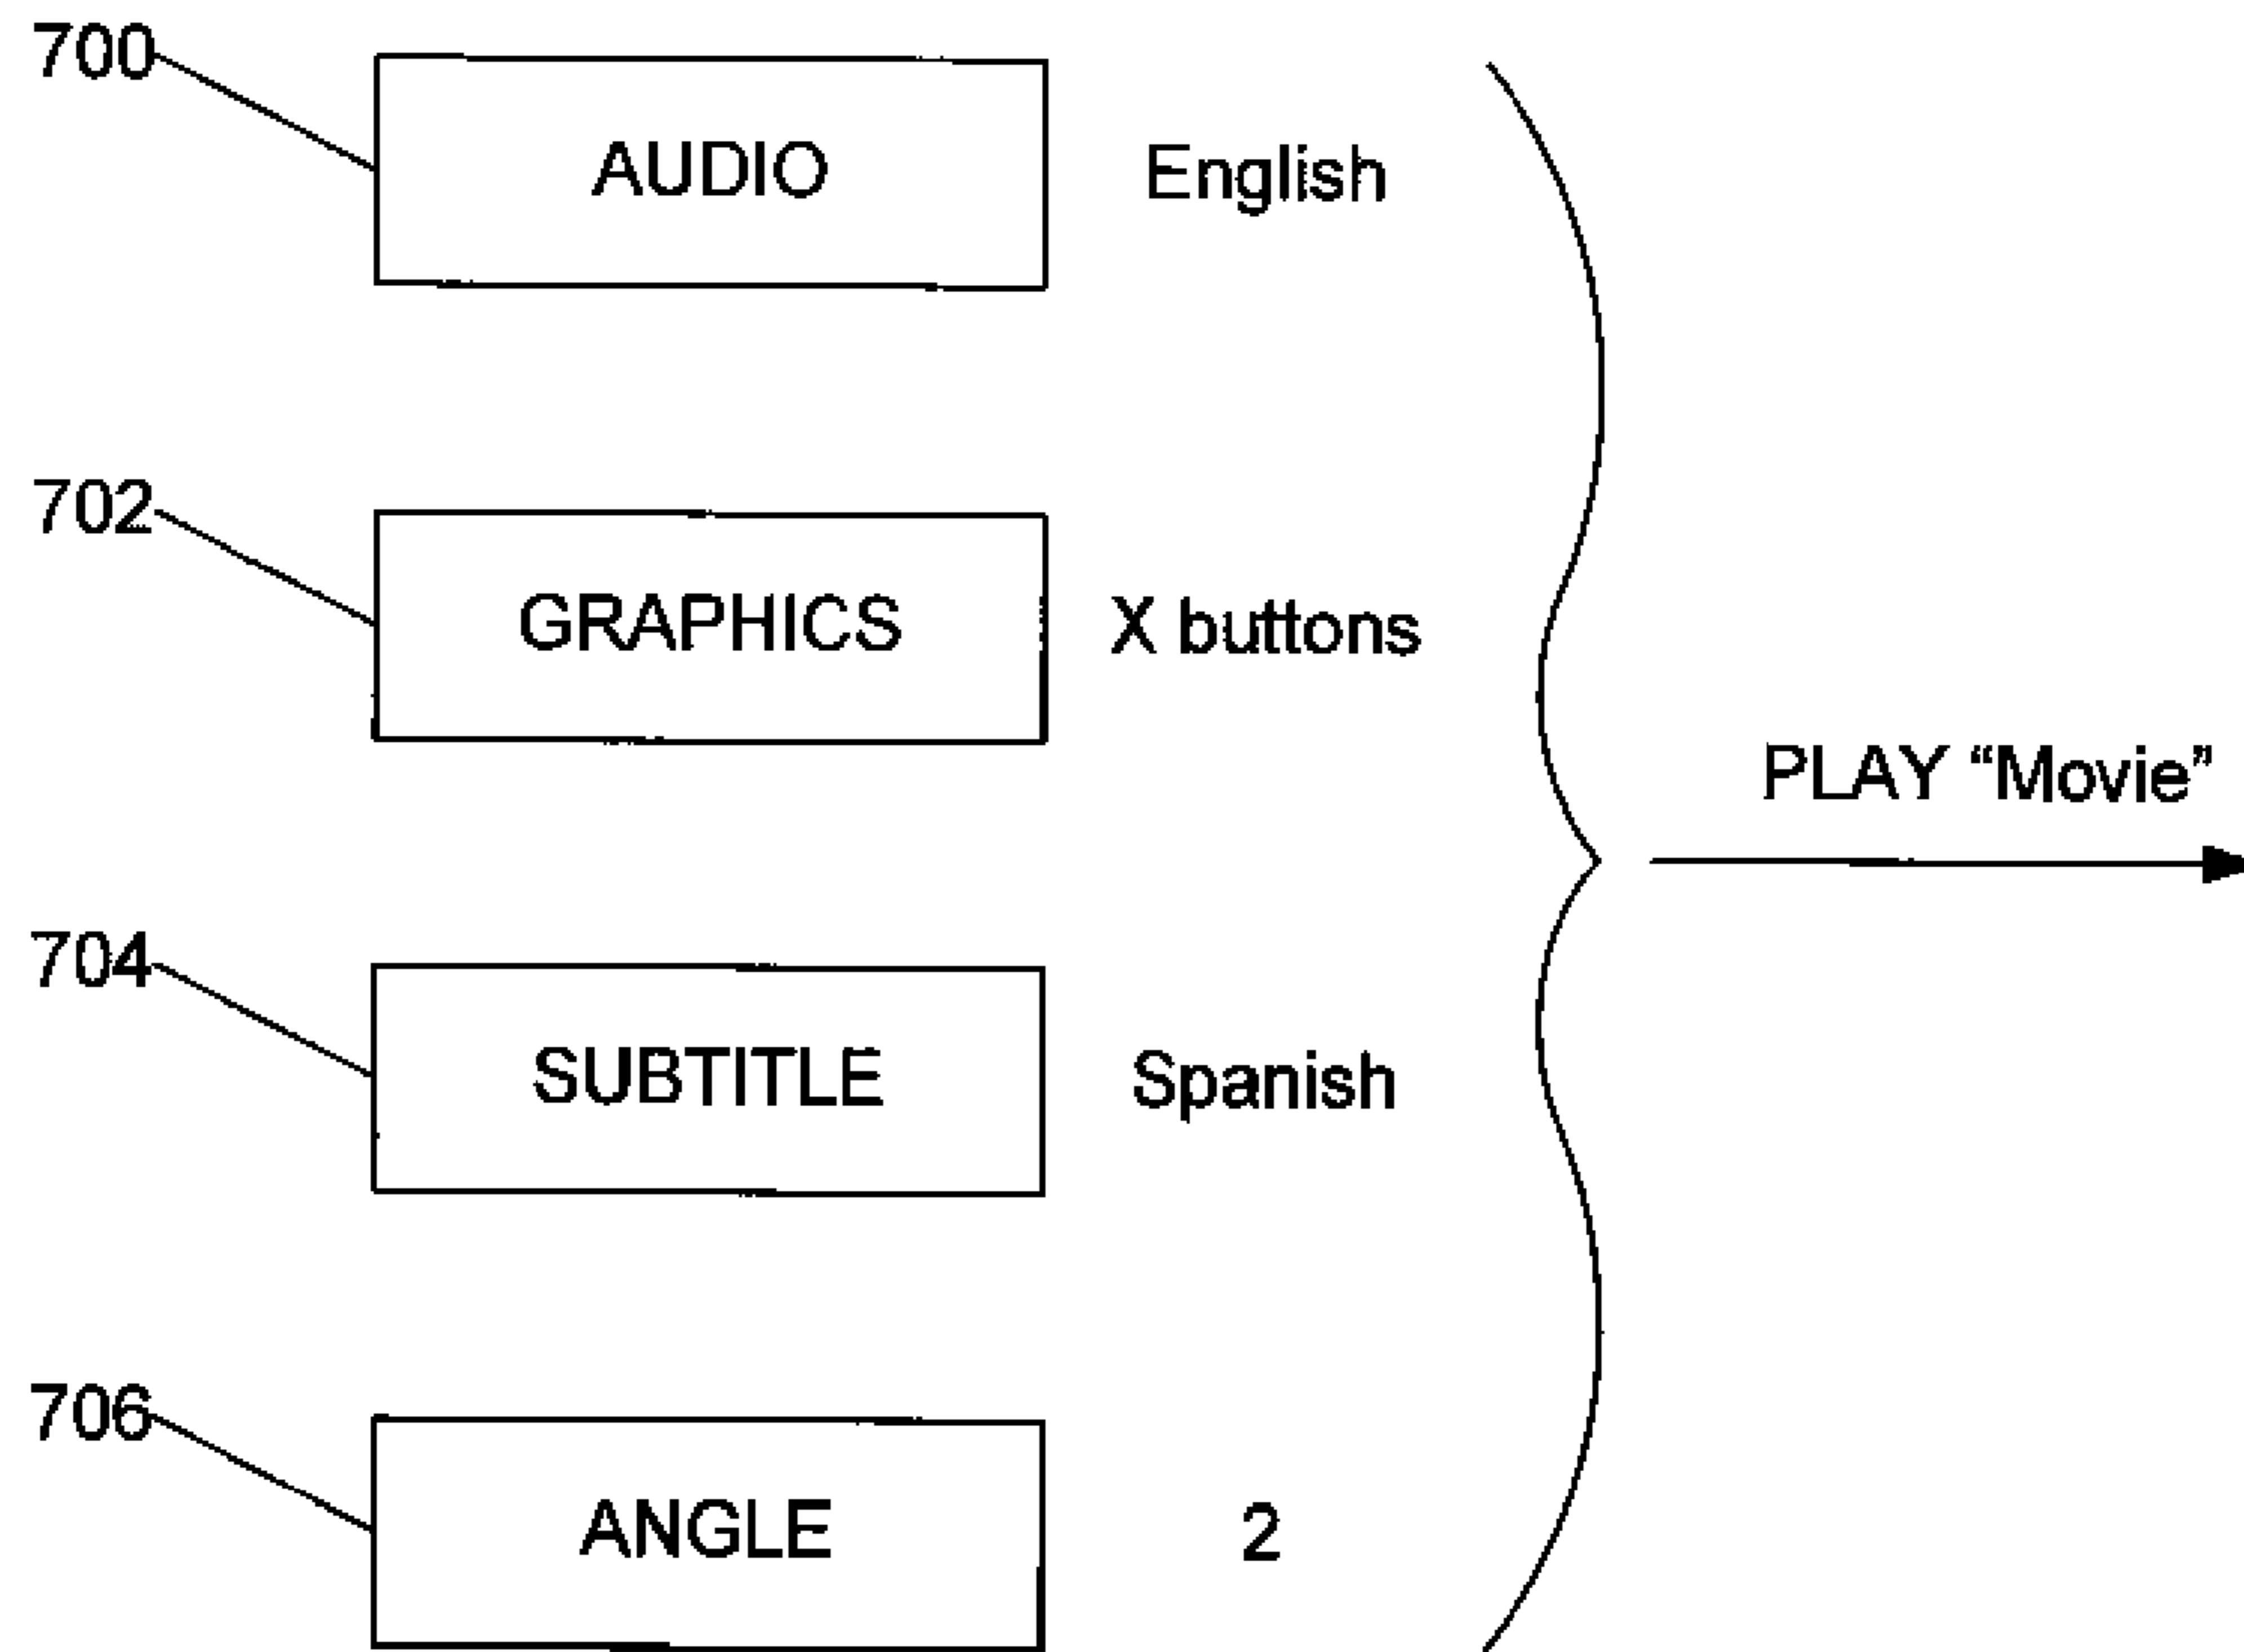 700
AUDIO English
702
GRAPHICS X buttons
PLAY “Movie”
704
SUBTITLE Spanish
706
ANGLE 2